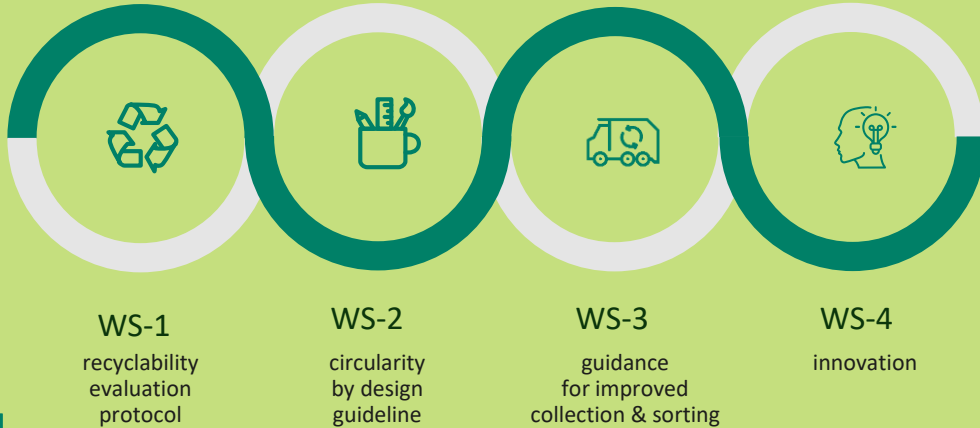 WS-1
recyclability
evaluation
protocol
WS-2
circularity
by design
guideline
WS-3
guidance
for improved
collection & sorting
WS-4
innovation